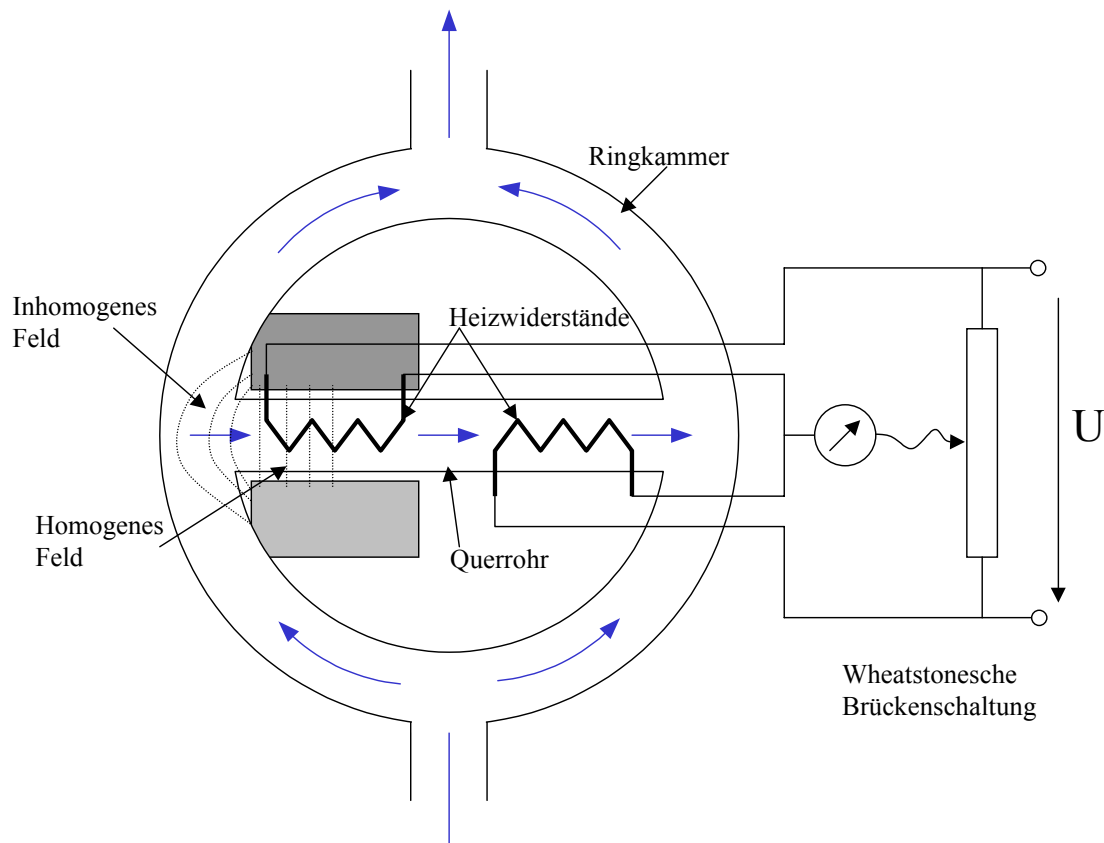 Ringkammer
Inhomogenes
Feld
Heizwiderstände
U
Homogenes
Feld
Querrohr
Wheatstonesche
Brückenschaltung